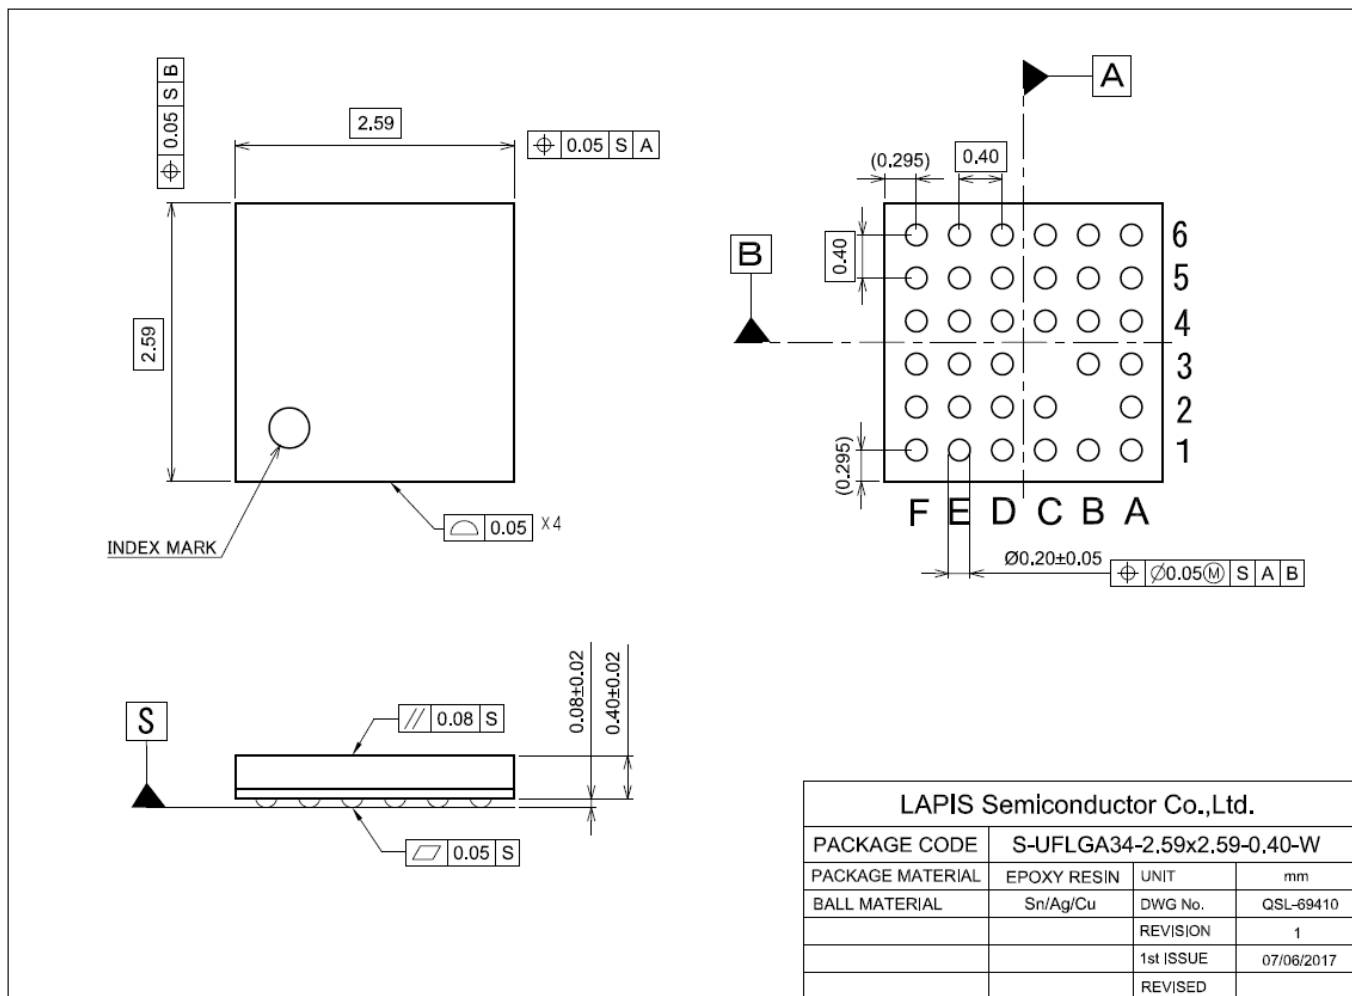 0.05 S B
2.59
0.05 S A
2.59
INDEX MARK
0.05 X4
A
(0.295) 0.40
0.40
B
6
5
4
3
2
1
(0.295)
F E D C B A
Ø0.20±0.05
Ø0.05Ⓜ S A B
S
// 0.08 S
0.08±0.02
0.40±0.02
0.05 S
LAPIS Semiconductor Co.,Ltd.
PACKAGE CODE S-UFLGA34-2.59x2.59-0.40-W
PACKAGE MATERIAL EPOXY RESIN UNIT mm
BALL MATERIAL Sn/Ag/Cu DWG No. QSL-69410
REVISION 1
1st ISSUE 07/06/2017
REVISED